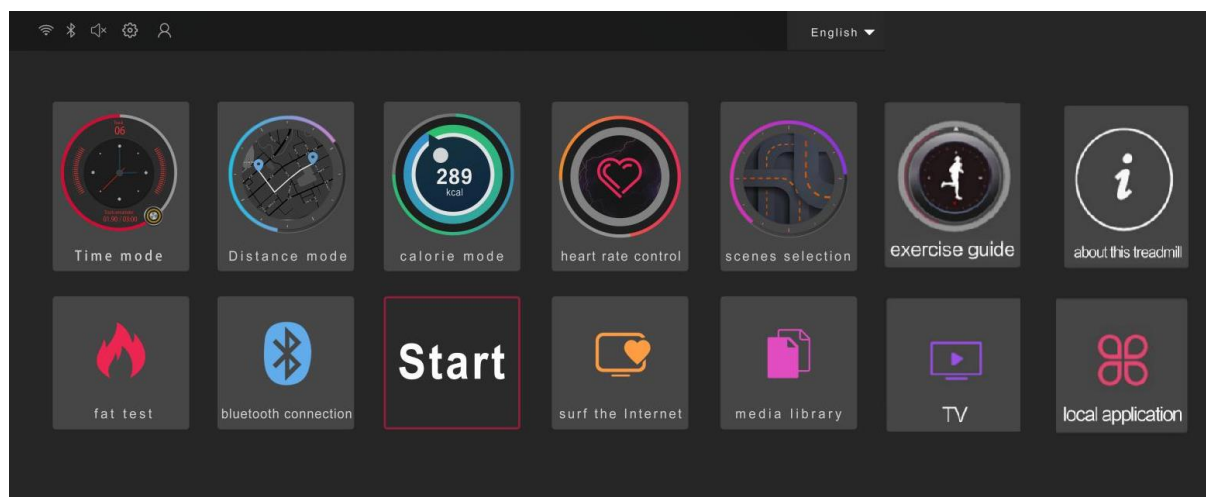 English
06
289
kcal
Time mode
Distance mode
calorie mode
heart rate control
scenes selection
exercise guide
about this treadmill
Start
fat test
bluetooth connection
surf the Internet
media library
TV
local application